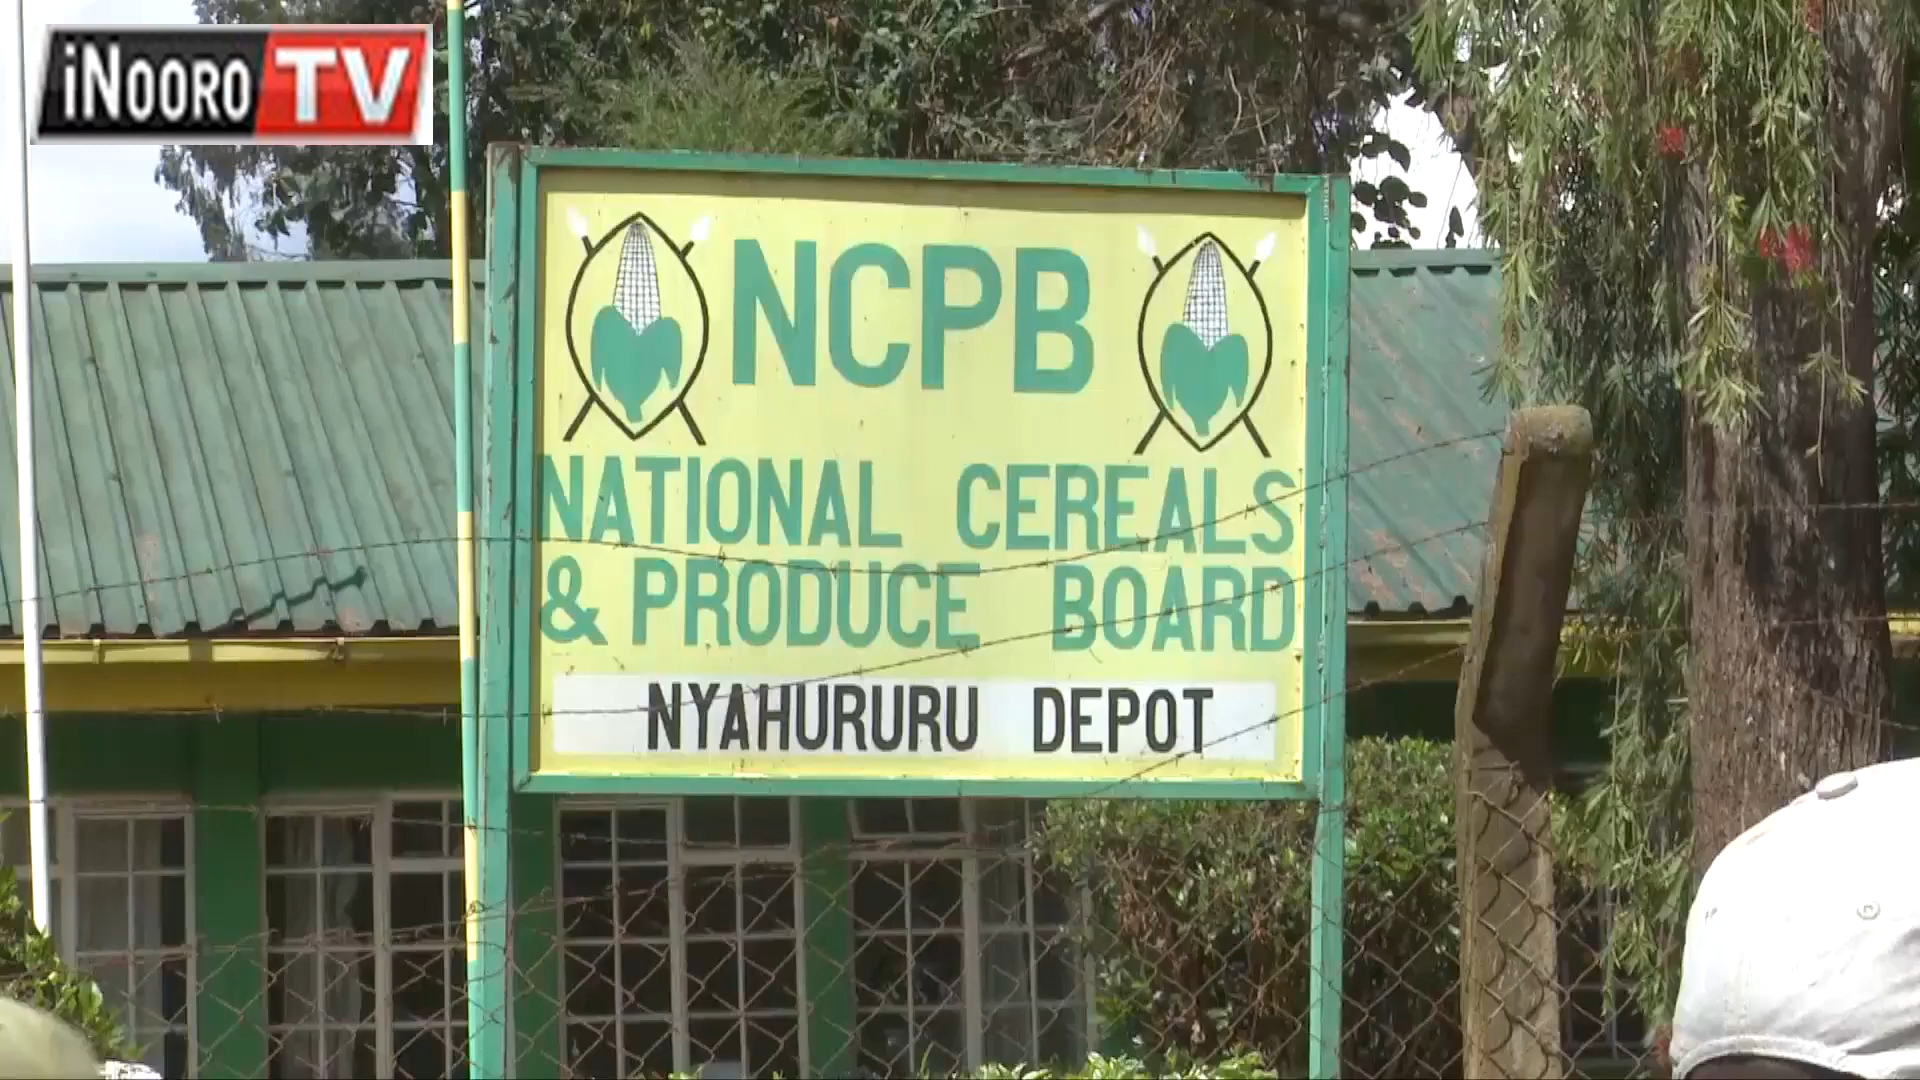 iNOORO TV
NCPB
NATIONAL CEREALS
& PRODUCE BOARD
NYAHURURU DEPOT